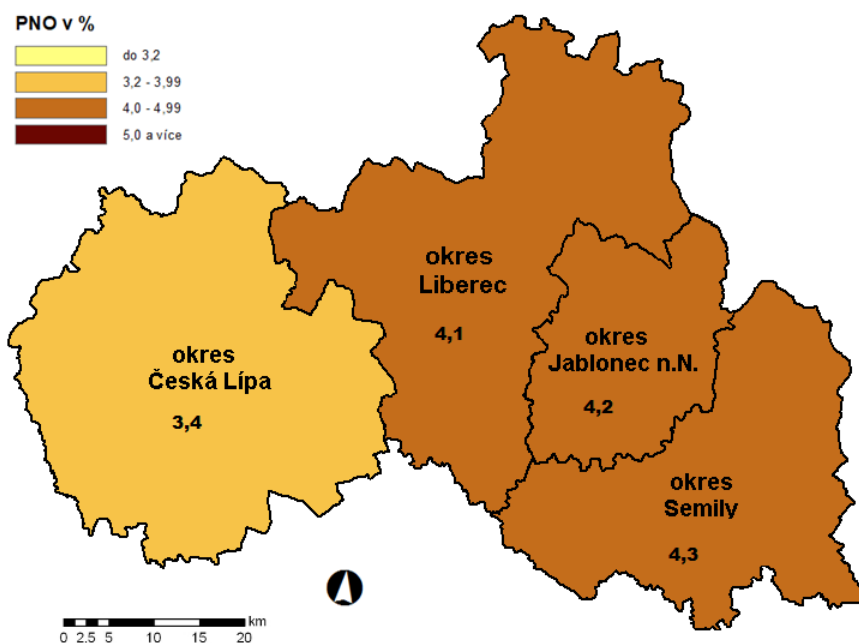 PNO v %
do 3,2
3,2 - 3,99
4,0 - 4,99
5,0 a více
okres
Liberec
4,1
okres
Jablonec n.N.
4,2
okres
Česká Lípa
3,4
okres
Semily
4,3
km
0 2.5 5 10 15 20